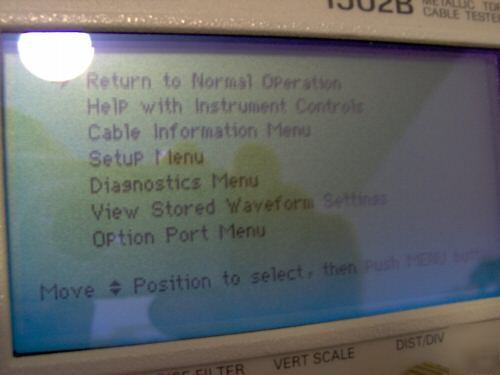 1502B METALLIC TDR
CABLE TESTER
Return to Normal Operation
Help with Instrument Controls
Cable Information Menu
Setup Menu
Diagnostics Menu
View Stored Waveform Settings
Option Port Menu
Move ♦ Position to select, then Push MENU
FILTER VERT SCALE DIST/DIV